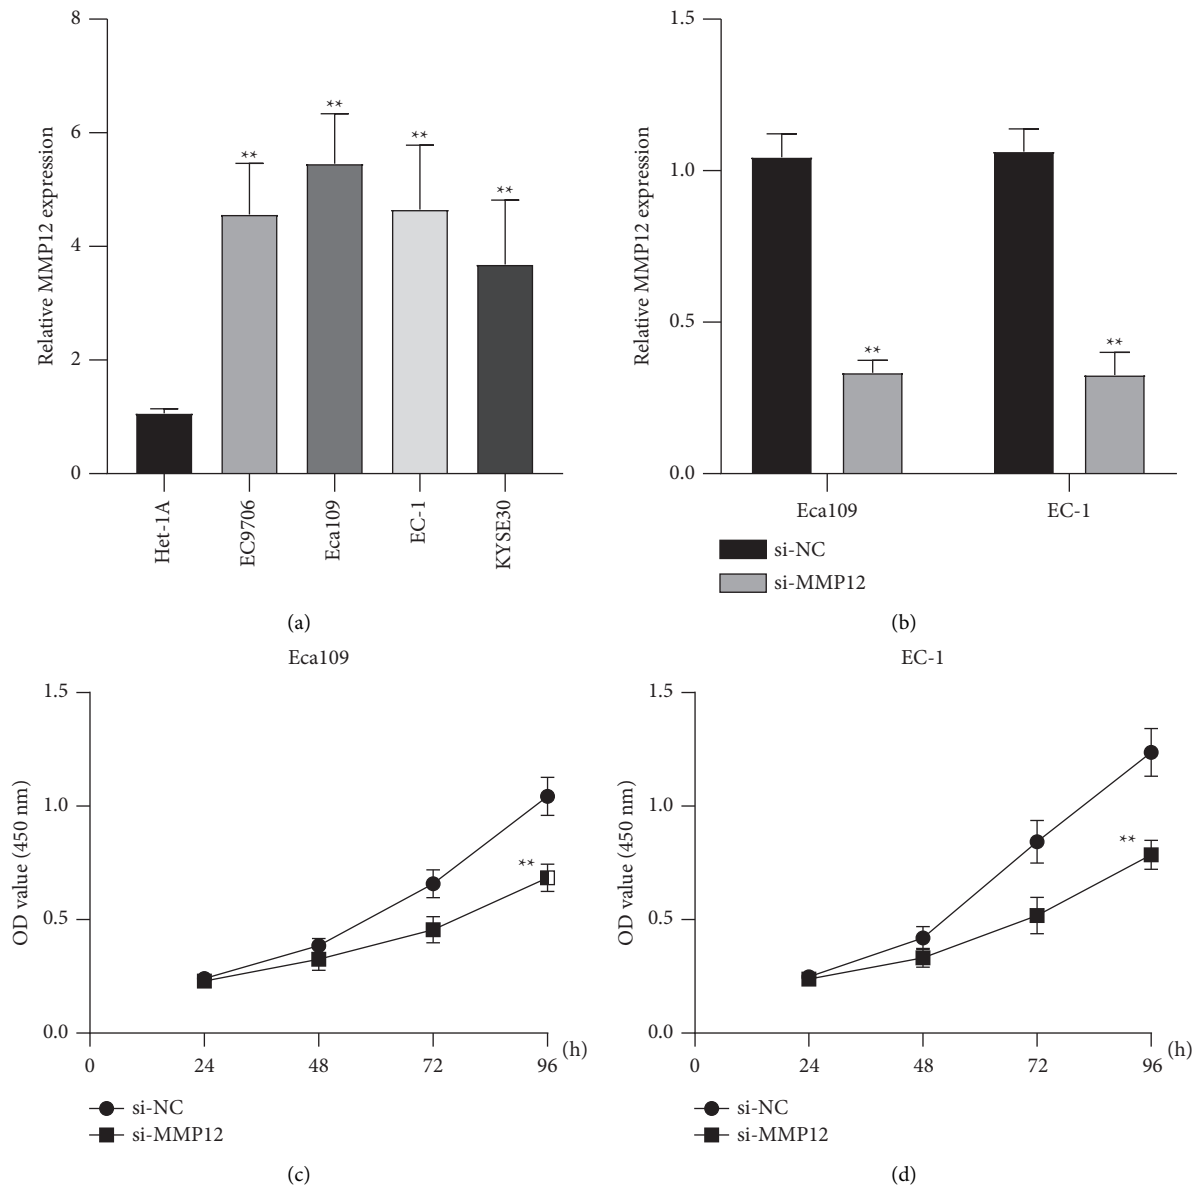 8
6
4
2
0
Relative MMP12 expression
**
**
**
**
Het-1A
EC9706
Eca109
EC-1
KYSE30
(a)
1.5
1.0
0.5
0.0
Relative MMP12 expression
**
**
Eca109
EC-1
si-NC
si-MMP12
(b)
Eca109
1.5
1.0
0.5
0.0
OD value (450 nm)
**
0 24 48 72 96 (h)
si-NC
si-MMP12
(c)
EC-1
1.5
1.0
0.5
0.0
OD value (450 nm)
**
0 24 48 72 96 (h)
si-NC
si-MMP12
(d)